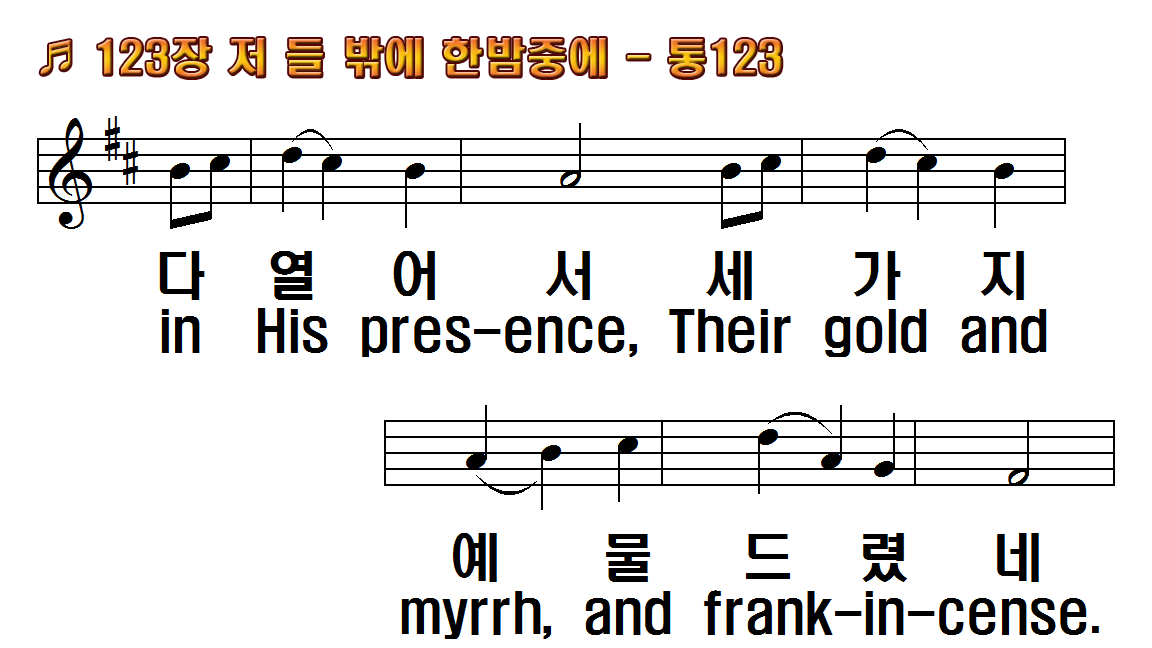 ♬ 123장 저 들 밖에 한밤중에 - 통123
다 열 어 서 세 가 지
in His pres-ence, Their gold and
예 물 드 렸 네
myrrh, and frank-in-cense.